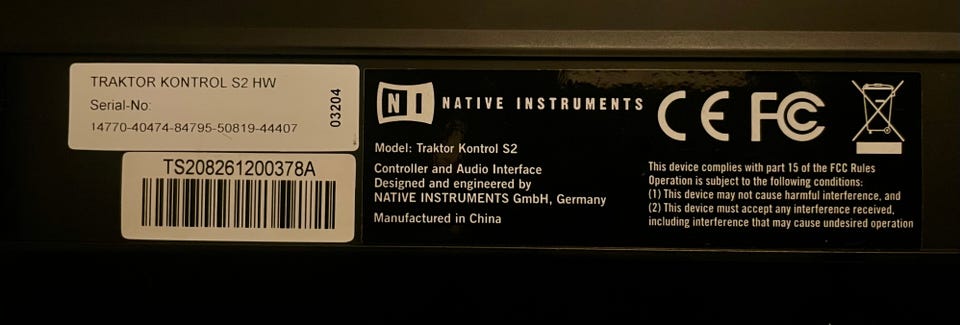 TRAKTOR KONTROL S2 HW
Serial-No:
14770-40474-84795-50819-44407
03204
TS208261200378A
NI NATIVE INSTRUMENTS
CE FC
Model: Traktor Kontrol S2
Controller and Audio Interface
Designed and engineered by
NATIVE INSTRUMENTS GmbH, Germany
Manufactured in China
This device complies with part 15 of the FCC Rules
Operation is subject to the following conditions:
(1) This device may not cause harmful interference, and
(2) This device must accept any interference received,
including interference that may cause undesired operation